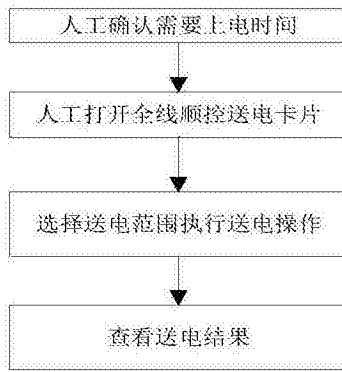 人工确认需要上电时间
人工打开全线顺控送电卡片
选择送电范围执行送电操作
查看送电结果